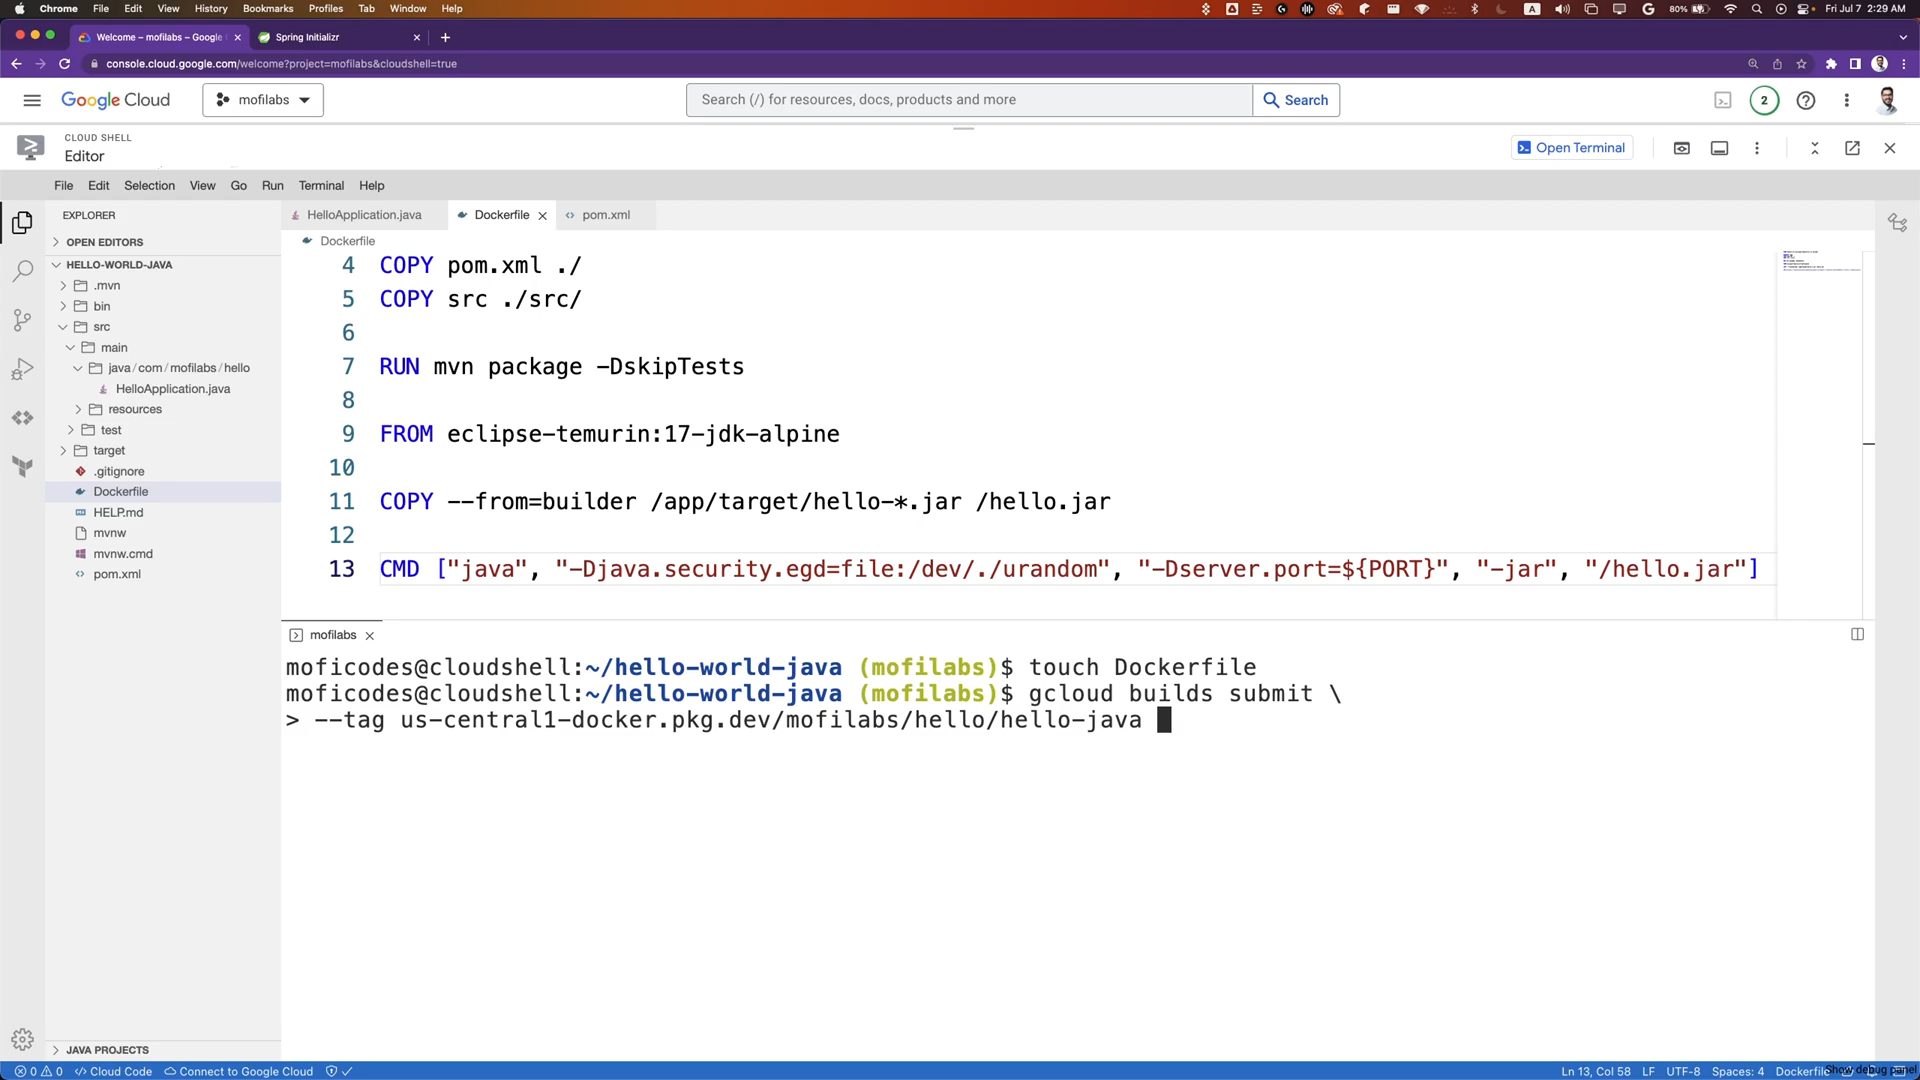 Chrome File Edit View History Bookmarks Profiles Tab Window Help
80% Fri Jul 7 2:29 AM
Welcome – mofilabs – Google
Spring Initializr
console.cloud.google.com/welcome?project=mofilabs&cloudshell=true
Google Cloud
mofilabs
Search (/) for resources, docs, products and more
Search
2
CLOUD SHELL
Editor
Open Terminal
File Edit Selection View Go Run Terminal Help
EXPLORER
OPEN EDITORS
HELLO-WORLD-JAVA
.mvn
bin
src
main
java/com/mofilabs/hello
HelloApplication.java
resources
test
target
.gitignore
Dockerfile
HELP.md
mvnw
mvnw.cmd
pom.xml
JAVA PROJECTS
HelloApplication.java
Dockerfile
pom.xml
Dockerfile
4 COPY pom.xml ./
5 COPY src ./src/
6
7 RUN mvn package -DskipTests
8
9 FROM eclipse-temurin:17-jdk-alpine
10
11 COPY --from=builder /app/target/hello-*.jar /hello.jar
12
13 CMD ["java", "-Djava.security.egd=file:/dev/./urandom", "-Dserver.port=${PORT}", "-jar", "/hello.jar"]
mofilabs
moficodes@cloudshell:~/hello-world-java (mofilabs)$ touch Dockerfile
moficodes@cloudshell:~/hello-world-java (mofilabs)$ gcloud builds submit \
> --tag us-central1-docker.pkg.dev/mofilabs/hello/hello-java
0 0 Cloud Code Connect to Google Cloud
Ln 13, Col 58 LF UTF-8 Spaces: 4 Dockerfile
Show debug panel